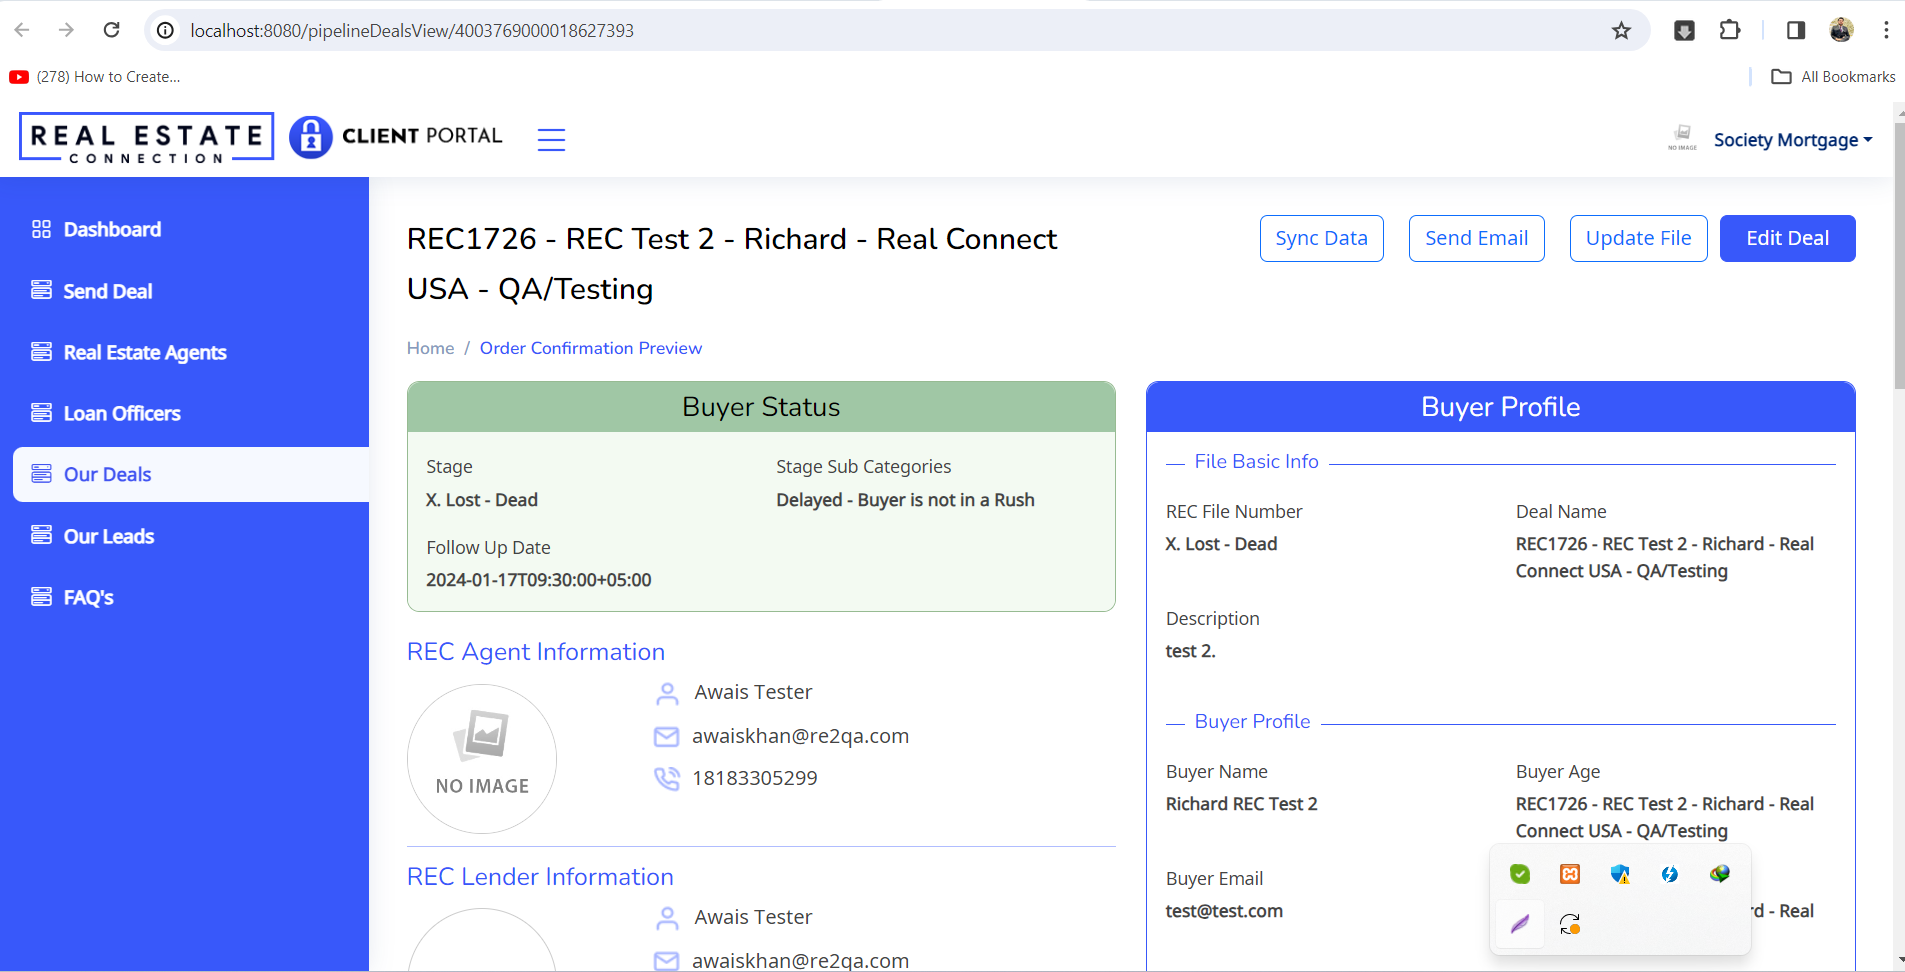 localhost:8080/pipelineDealsView/4003769000018627393
(278) How to Create...
All Bookmarks
REAL ESTATE
CONNECTION
CLIENT PORTAL
NO IMAGE
Society Mortgage
Dashboard
Send Deal
Real Estate Agents
Loan Officers
Our Deals
Our Leads
FAQ's
REC1726 - REC Test 2 - Richard - Real Connect
USA - QA/Testing
Sync Data
Send Email
Update File
Edit Deal
Home / Order Confirmation Preview
Buyer Status
Stage
X. Lost - Dead
Stage Sub Categories
Delayed - Buyer is not in a Rush
Follow Up Date
2024-01-17T09:30:00+05:00
REC Agent Information
NO IMAGE
Awais Tester
awaiskhan@re2qa.com
18183305299
REC Lender Information
Awais Tester
awaiskhan@re2qa.com
Buyer Profile
File Basic Info
REC File Number
X. Lost - Dead
Deal Name
REC1726 - REC Test 2 - Richard - Real
Connect USA - QA/Testing
Description
test 2.
Buyer Profile
Buyer Name
Richard REC Test 2
Buyer Age
REC1726 - REC Test 2 - Richard - Real
Connect USA - QA/Testing
Buyer Email
test@test.com
rd - Real